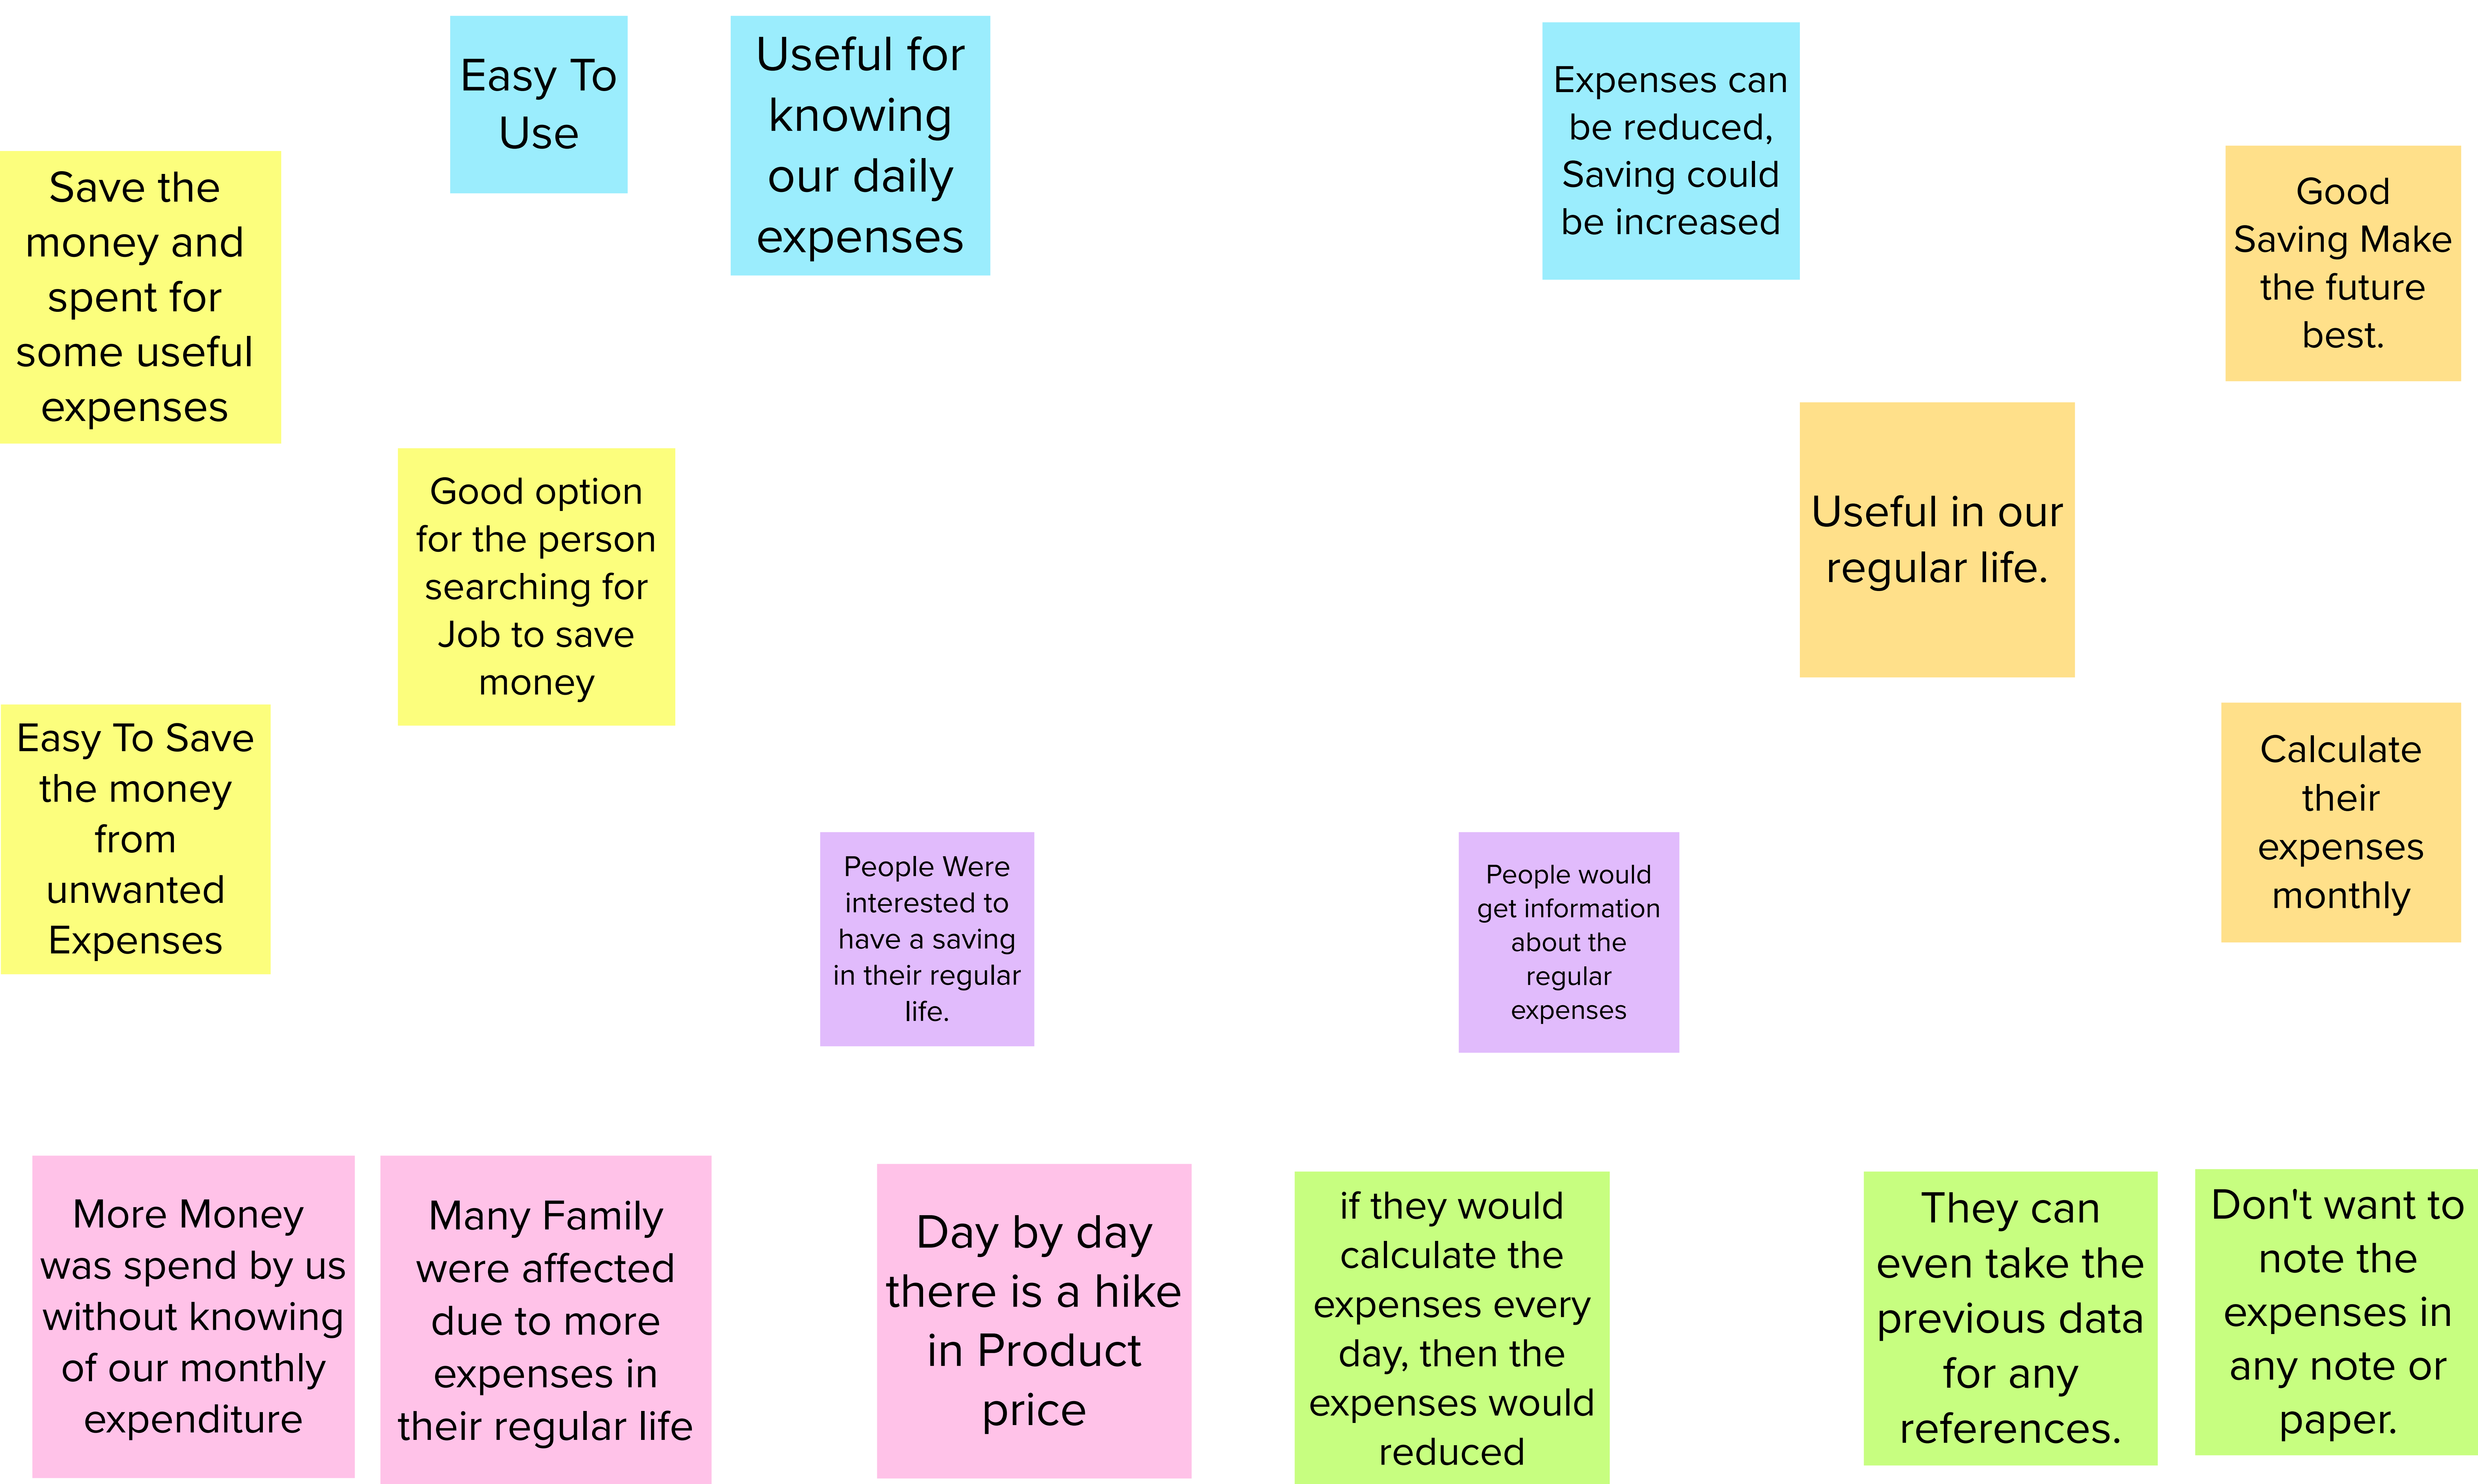 Easy To
Use
Useful for
knowing
our daily
expenses
Expenses can
be reduced,
Saving could
be increased
Save the
money and
spent for
some useful
expenses
Good
Saving Make
the future
best.
Good option
for the person
searching for
Job to save
money
Useful in our
regular life.
Easy To Save
the money
from
unwanted
Expenses
People Were
interested to
have a saving
in their regular
life.
People would
get information
about the
regular
expenses
Calculate
their
expenses
monthly
More Money
was spend by us
without knowing
of our monthly
expenditure
Many Family
were affected
due to more
expenses in
their regular life
Day by day
there is a hike
in Product
price
if they would
calculate the
expenses every
day, then the
expenses would
reduced
They can
even take the
previous data
for any
references.
Don't want to
note the
expenses in
any note or
paper.